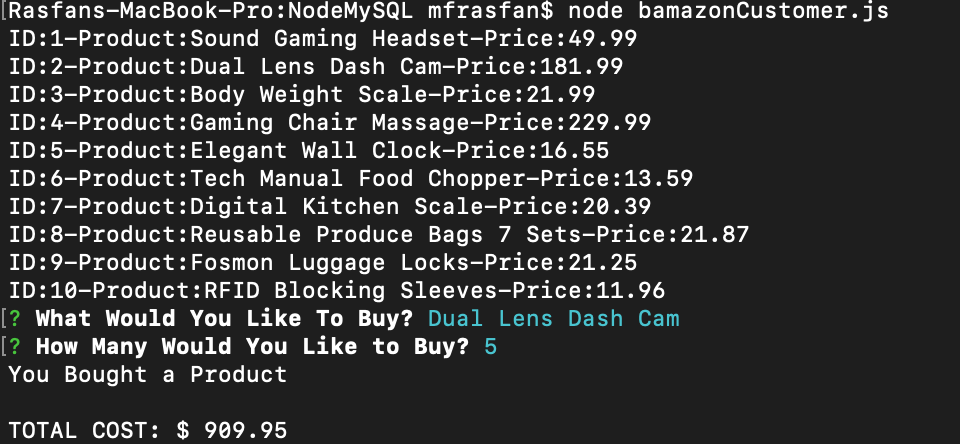 [Rasfans-MacBook-Pro:NodeMySQL mfrasfan$ node bamazonCustomer.js
ID:1-Product:Sound Gaming Headset-Price:49.99
ID:2-Product:Dual Lens Dash Cam-Price:181.99
ID:3-Product:Body Weight Scale-Price:21.99
ID:4-Product:Gaming Chair Massage-Price:229.99
ID:5-Product:Elegant Wall Clock-Price:16.55
ID:6-Product:Tech Manual Food Chopper-Price:13.59
ID:7-Product:Digital Kitchen Scale-Price:20.39
ID:8-Product:Reusable Produce Bags 7 Sets-Price:21.87
ID:9-Product:Fosmon Luggage Locks-Price:21.25
ID:10-Product:RFID Blocking Sleeves-Price:11.96
[? What Would You Like To Buy? Dual Lens Dash Cam
[? How Many Would You Like to Buy? 5
You Bought a Product
TOTAL COST: $ 909.95